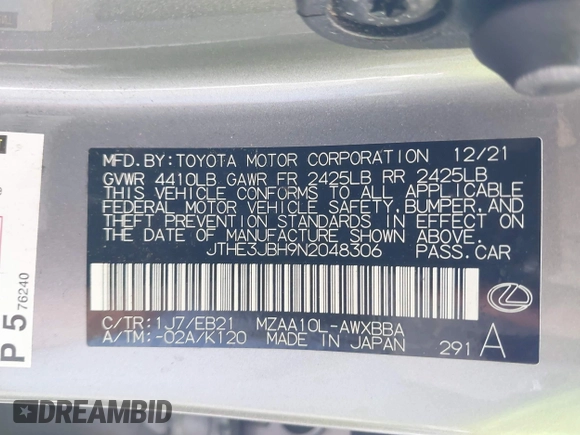 MFD.BY:TOYOTA MOTOR CORPORATION 12/21
GVWR 4410LB GAWR FR 2425LB RR 2425LB
THIS VEHICLE CONFORMS TO ALL APPLICABLE
FEDERAL MOTOR VEHICLE SAFETY, BUMPER, AND
THEFT PREVENTION STANDARDS IN EFFECT ON
THE DATE OF MANUFACTURE SHOWN ABOVE.
JTHE3JBH9N2048306 PASS.CAR
C/TR:1J7/EB21 MZAA10L-AWXBBA
A/TM:-02A/K120 MADE IN JAPAN 291 A
P 5 76240
DREAMBID